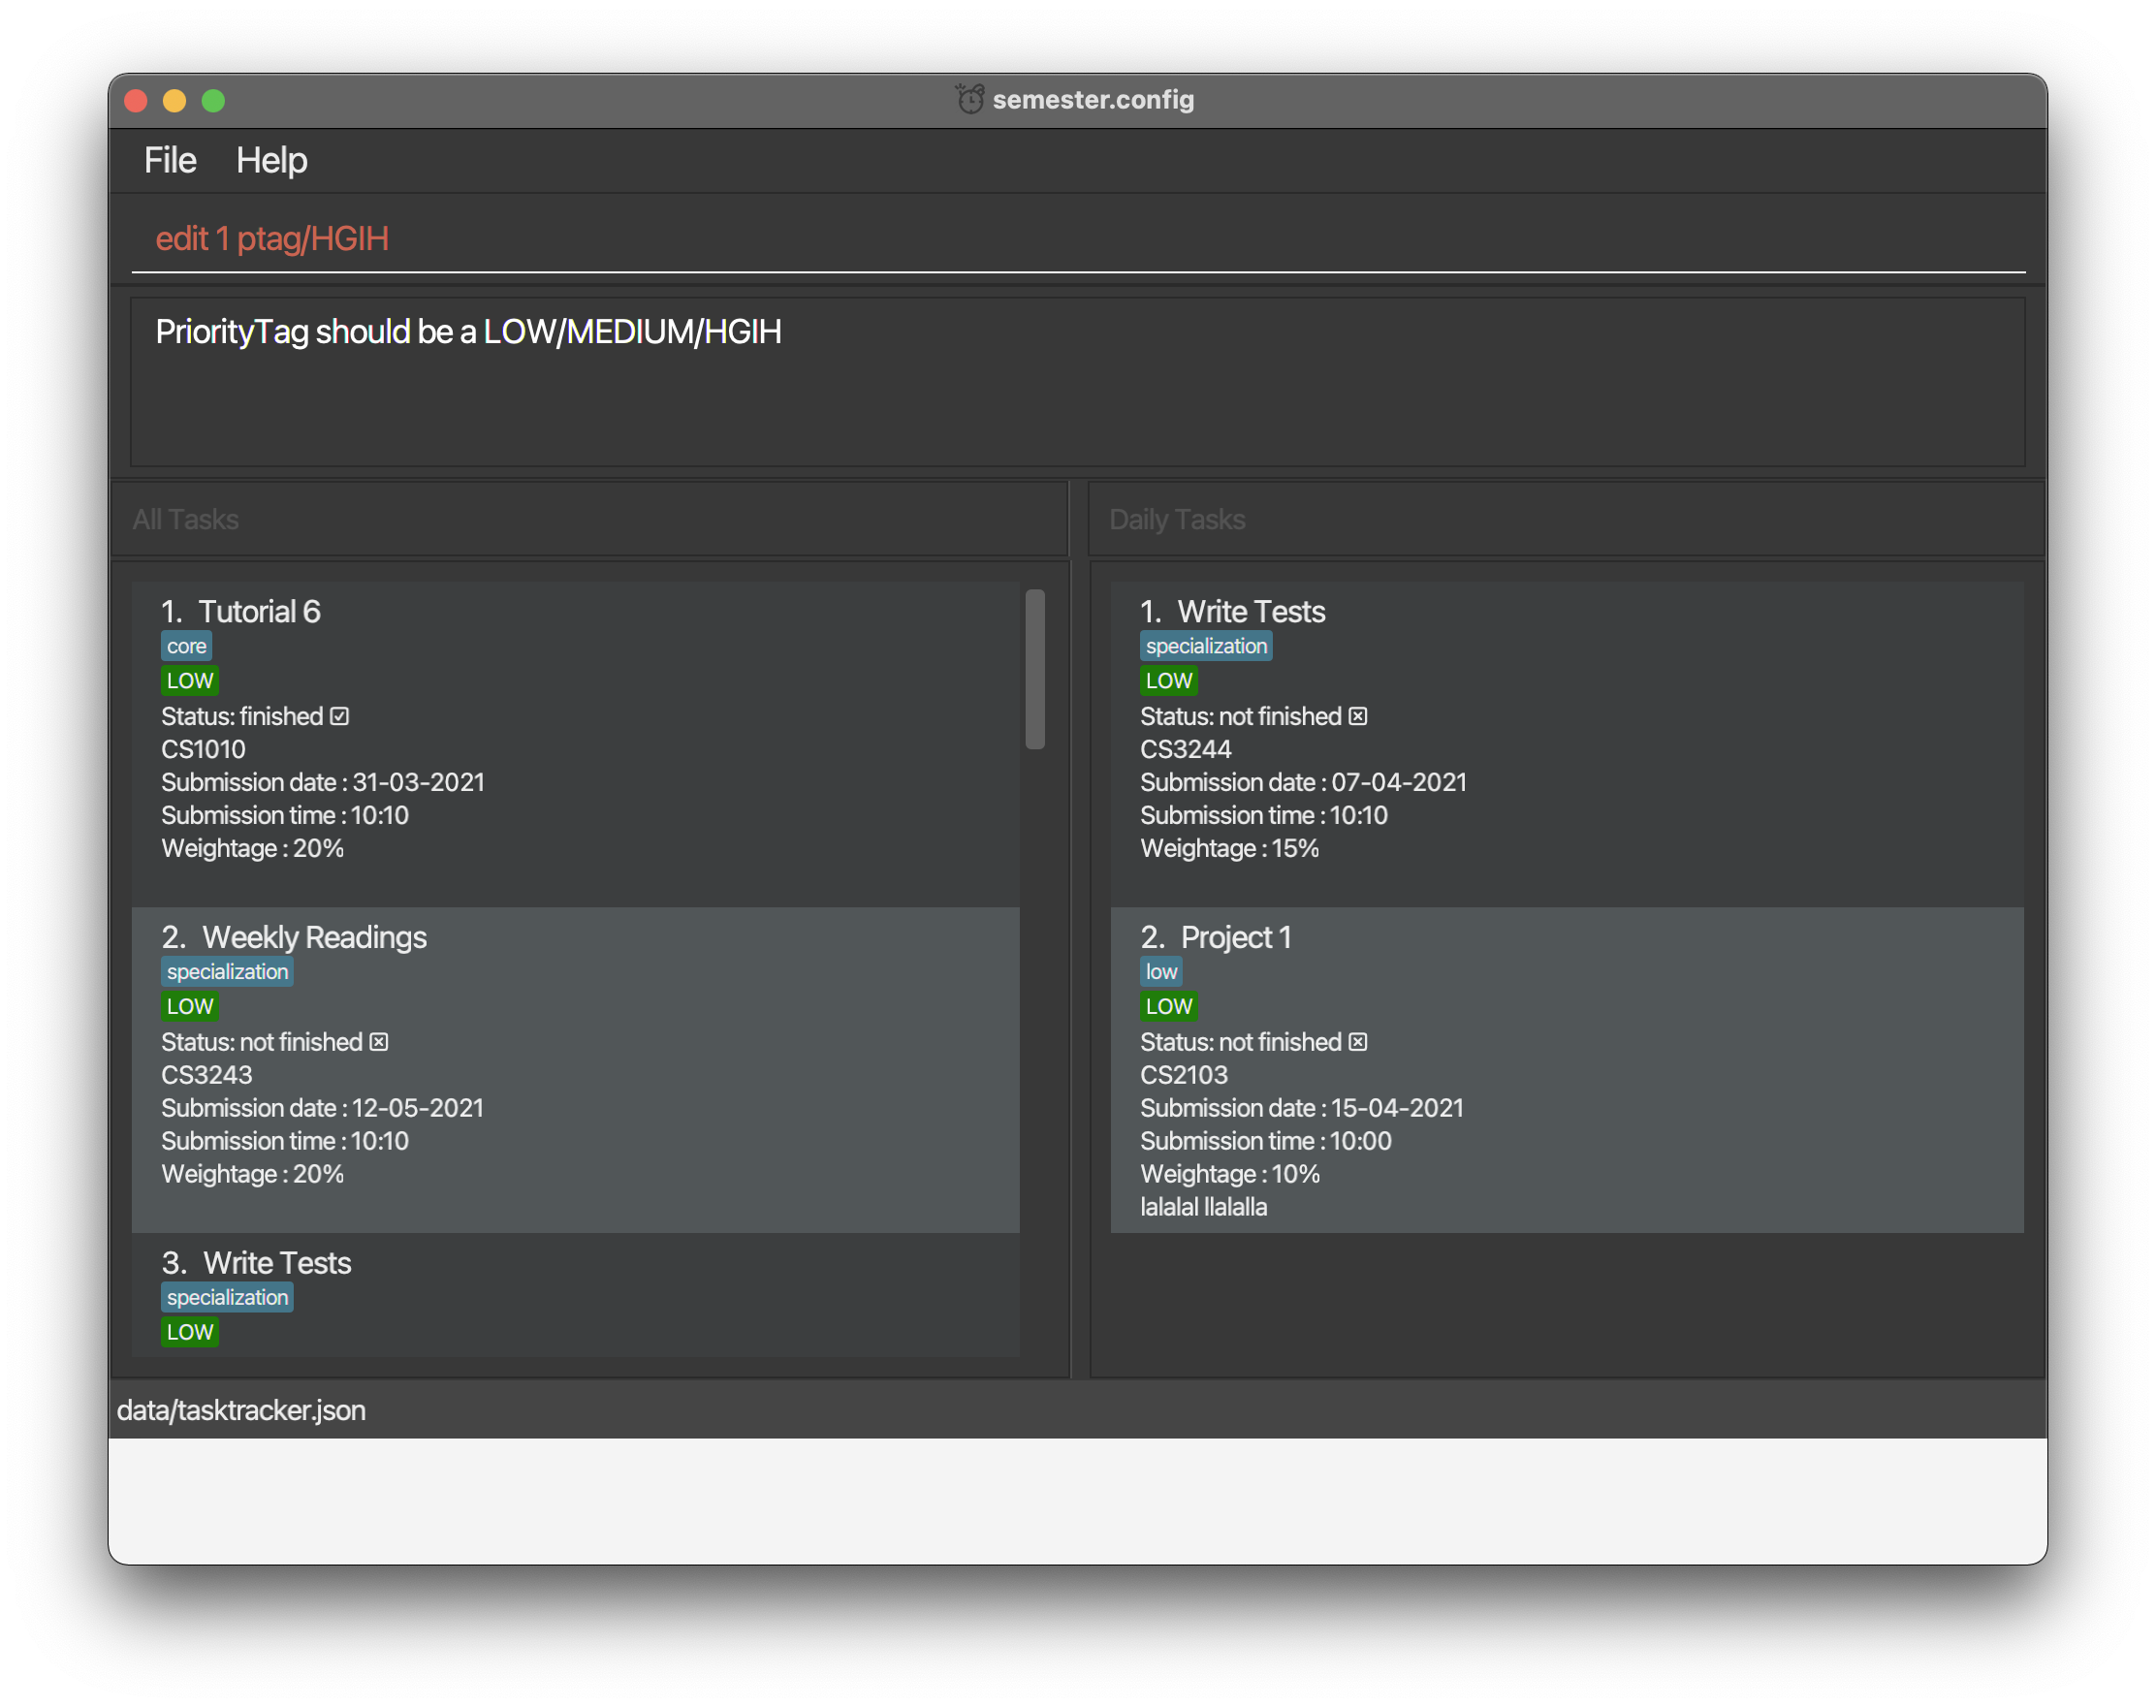 semester.config
File Help
edit 1 ptag/HGIH
PriorityTag should be a LOW/MEDIUM/HGIH
All Tasks
1. Tutorial 6
core
LOW
Status: finished ☑
CS1010
Submission date : 31-03-2021
Submission time : 10:10
Weightage : 20%
2. Weekly Readings
specialization
LOW
Status: not finished ☒
CS3243
Submission date : 12-05-2021
Submission time : 10:10
Weightage : 20%
3. Write Tests
specialization
LOW
Daily Tasks
1. Write Tests
specialization
LOW
Status: not finished ☒
CS3244
Submission date : 07-04-2021
Submission time : 10:10
Weightage : 15%
2. Project 1
low
LOW
Status: not finished ☒
CS2103
Submission date : 15-04-2021
Submission time : 10:00
Weightage : 10%
lalalal llalalla
data/tasktracker.json